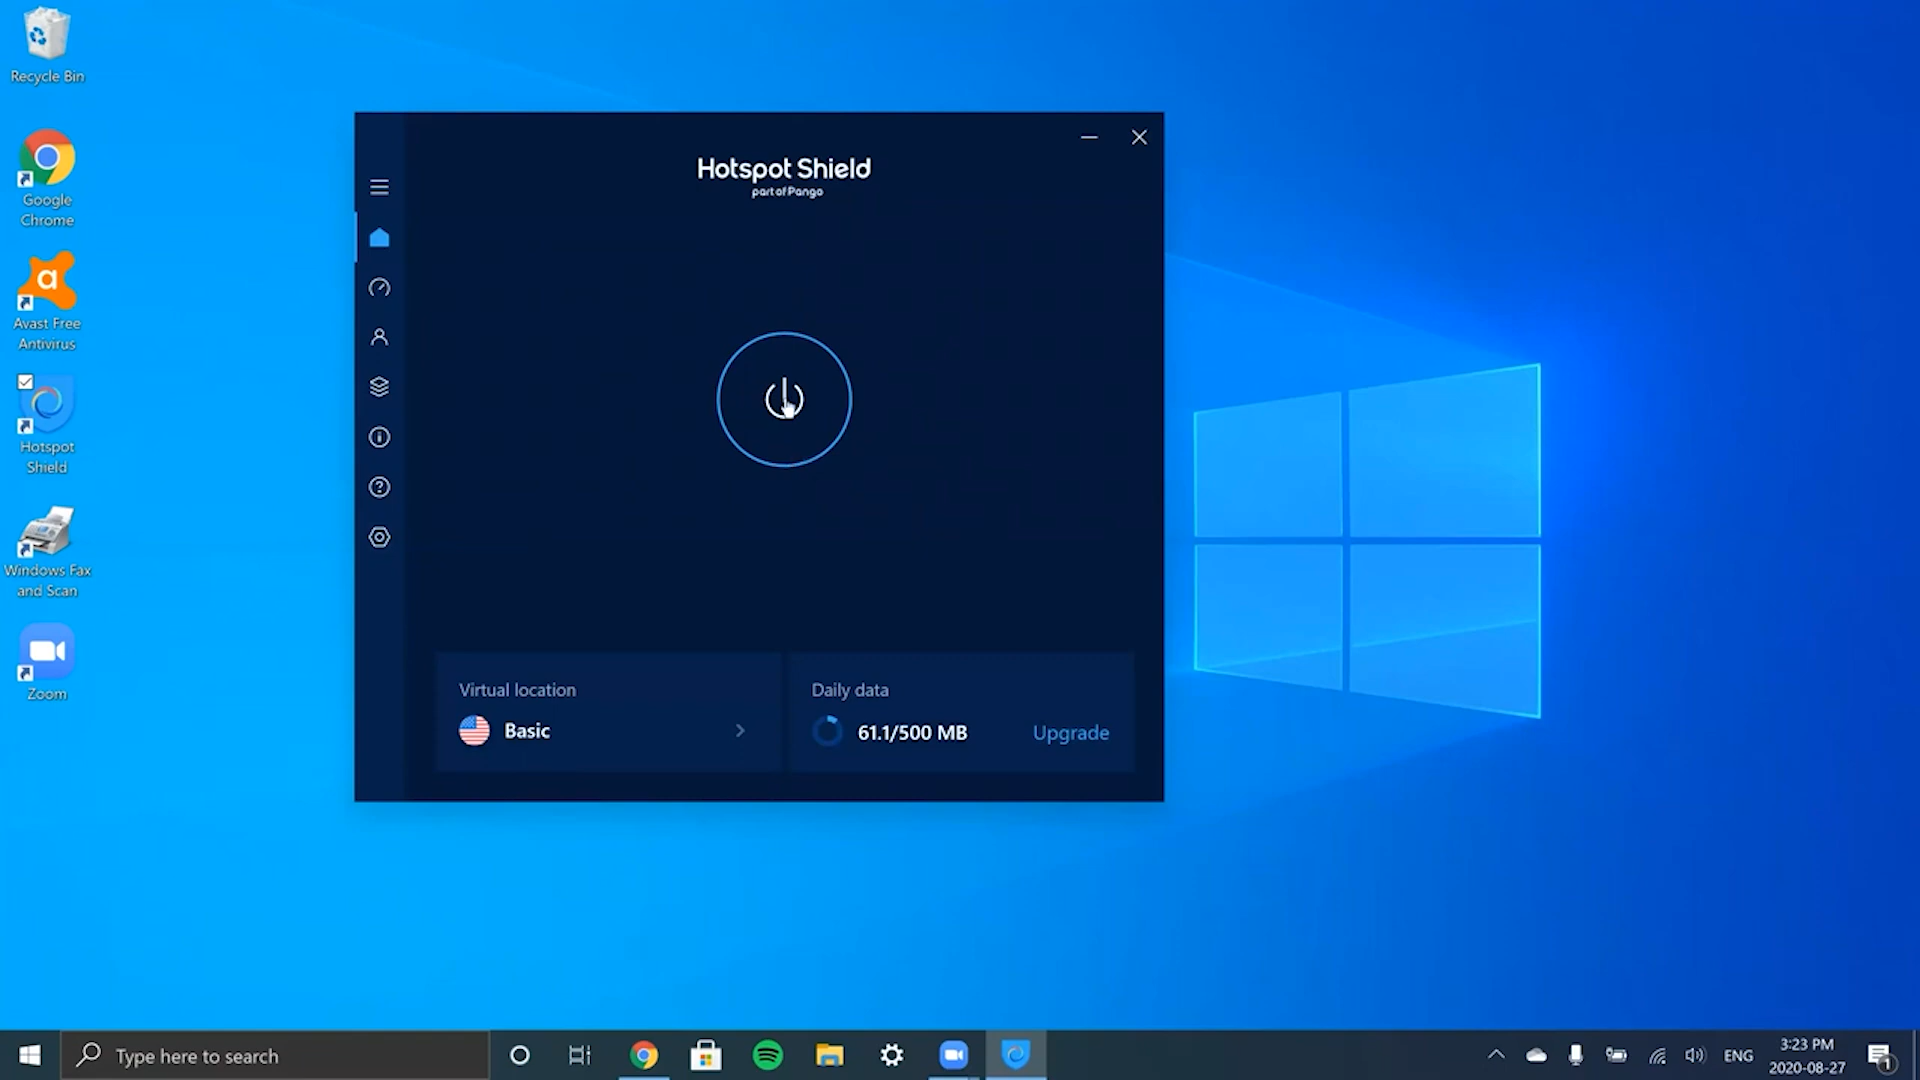 Recycle Bin
Google
Chrome
a
Avast Free
Antivirus
Hotspot
Shield
Windows Fax
and Scan
Zoom
Hotspot Shield
part of Pango
Virtual location
Basic
Daily data
61.1/500 MB
Upgrade
Type here to search
ENG
3:23 PM
2020-08-27
1